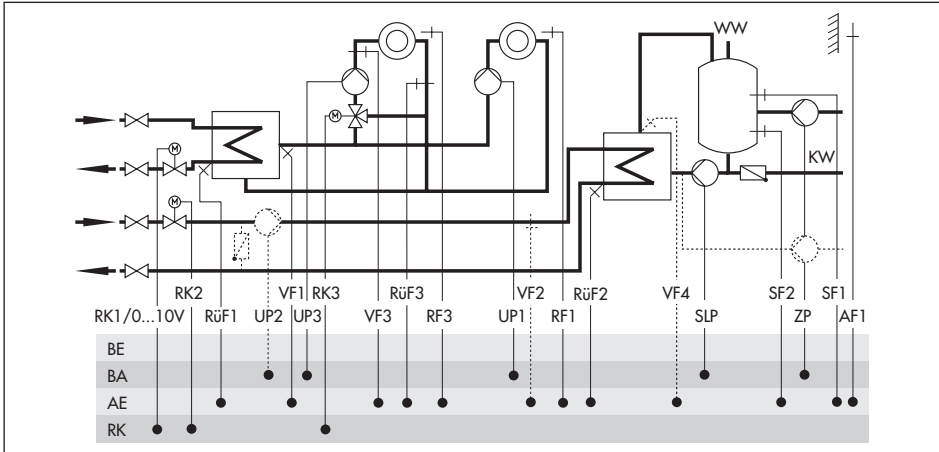 WW
M
M
KW
M
RK2 VF1 RK3 RüF3 VF2 RüF2 VF4 SF2 SF1
RK1/0...10V RüF1 UP2 UP3 VF3 RF3 UP1 RF1 SLP ZP AF1
BE
BA
AE
RK